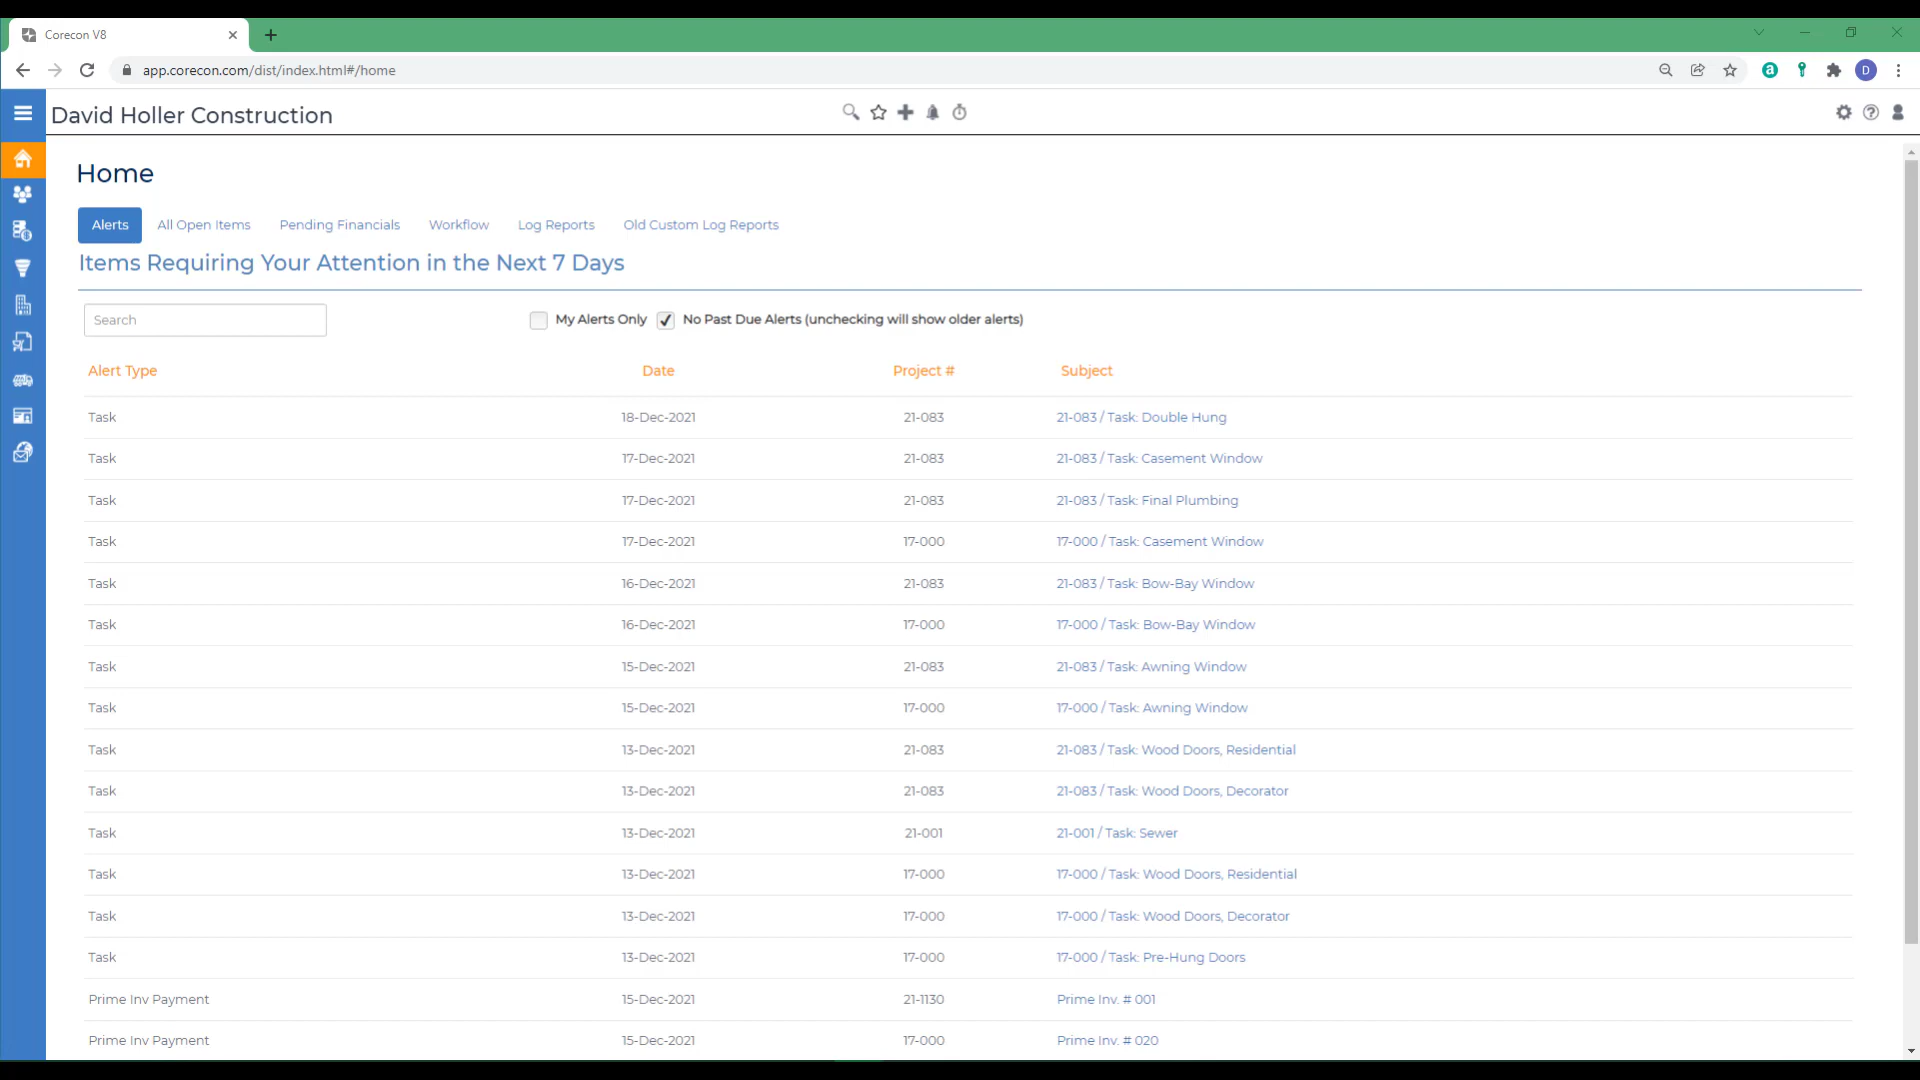 Corecon V8
app.corecon.com/dist/index.html#/home
a
D
David Holler Construction
Home
Alerts All Open Items Pending Financials Workflow Log Reports Old Custom Log Reports
Items Requiring Your Attention in the Next 7 Days
Search My Alerts Only No Past Due Alerts (unchecking will show older alerts)
Alert Type Date Project # Subject
Task 18-Dec-2021 21-083 21-083 / Task: Double Hung
Task 17-Dec-2021 21-083 21-083 / Task: Casement Window
Task 17-Dec-2021 21-083 21-083 / Task: Final Plumbing
Task 17-Dec-2021 17-000 17-000 / Task: Casement Window
Task 16-Dec-2021 21-083 21-083 / Task: Bow-Bay Window
Task 16-Dec-2021 17-000 17-000 / Task: Bow-Bay Window
Task 15-Dec-2021 21-083 21-083 / Task: Awning Window
Task 15-Dec-2021 17-000 17-000 / Task: Awning Window
Task 13-Dec-2021 21-083 21-083 / Task: Wood Doors, Residential
Task 13-Dec-2021 21-083 21-083 / Task: Wood Doors, Decorator
Task 13-Dec-2021 21-001 21-001 / Task: Sewer
Task 13-Dec-2021 17-000 17-000 / Task: Wood Doors, Residential
Task 13-Dec-2021 17-000 17-000 / Task: Wood Doors, Decorator
Task 13-Dec-2021 17-000 17-000 / Task: Pre-Hung Doors
Prime Inv Payment 15-Dec-2021 21-1130 Prime Inv. # 001
Prime Inv Payment 15-Dec-2021 17-000 Prime Inv. # 020